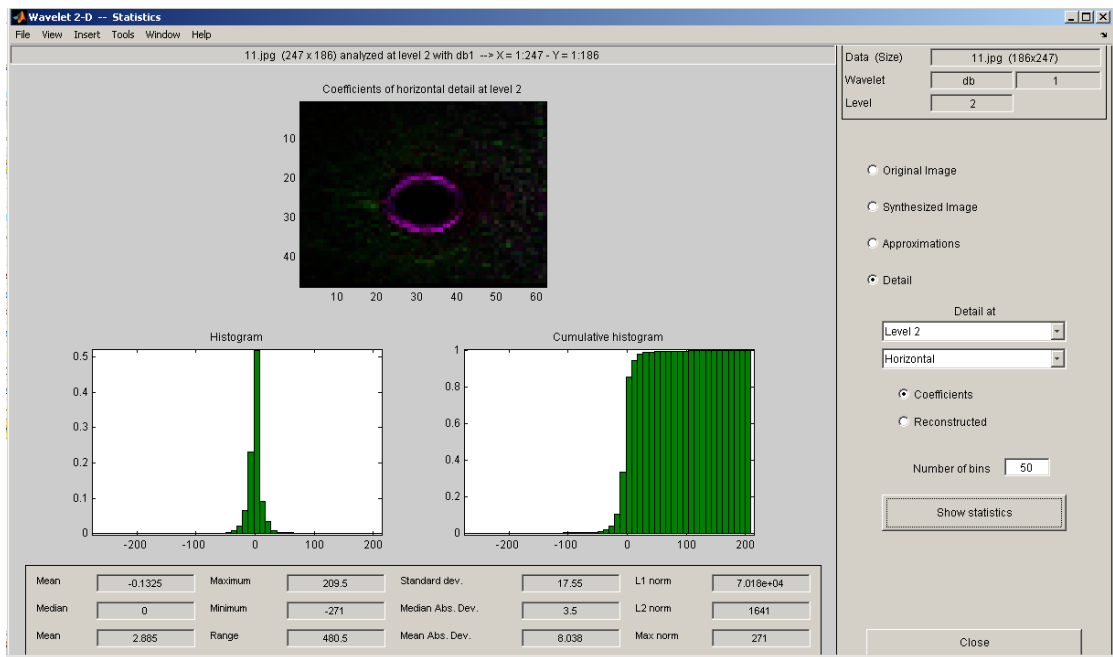 Wavelet 2-D -- Statistics
File View Insert Tools Window Help
11.jpg (247 x 186) analyzed at level 2 with db1 --> X = 1:247 - Y = 1:186
Coefficients of horizontal detail at level 2
10
20
30
40
10 20 30 40 50 60
Histogram
0.5
0.4
0.3
0.2
0.1
0
-200 -100 0 100 200
Cumulative histogram
1
0.8
0.6
0.4
0.2
0
-200 -100 0 100 200
Mean -0.1325 Maximum 209.5 Standard dev. 17.55 L1 norm 7.018e+04
Median 0 Minimum -271 Median Abs. Dev. 3.5 L2 norm 1641
Mean 2.885 Range 480.5 Mean Abs. Dev. 8.038 Max norm 271
Data (Size) 11.jpg (186x247)
Wavelet db 1
Level 2
Original Image
Synthesized Image
Approximations
Detail
Detail at
Level 2
Horizontal
Coefficients
Reconstructed
Number of bins 50
Show statistics
Close